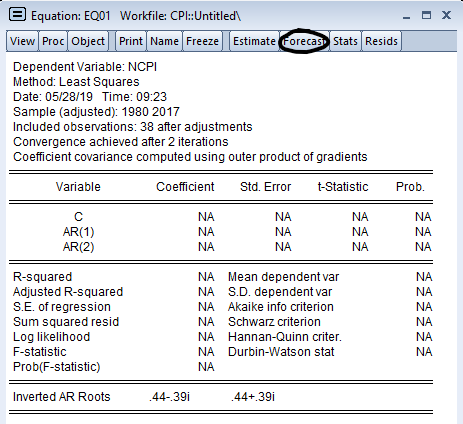 Equation: EQ01 Workfile: CPI::Untitled\
View Proc Object Print Name Freeze Estimate Forecast Stats Resids
Dependent Variable: NCPI
Method: Least Squares
Date: 05/28/19 Time: 09:23
Sample (adjusted): 1980 2017
Included observations: 38 after adjustments
Convergence achieved after 2 iterations
Coefficient covariance computed using outer product of gradients
Variable Coefficient Std. Error t-Statistic Prob.
C NA NA NA NA
AR(1) NA NA NA NA
AR(2) NA NA NA NA
R-squared NA Mean dependent var NA
Adjusted R-squared NA S.D. dependent var NA
S.E. of regression NA Akaike info criterion NA
Sum squared resid NA Schwarz criterion NA
Log likelihood NA Hannan-Quinn criter. NA
F-statistic NA Durbin-Watson stat NA
Prob(F-statistic) NA
Inverted AR Roots .44-.39i .44+.39i